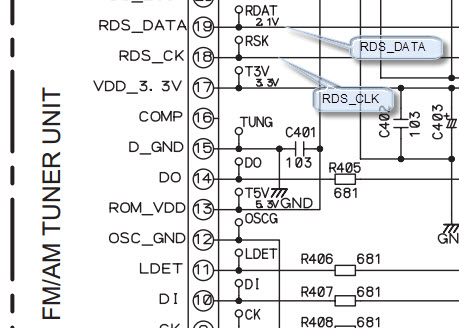 RDAT
RDS_DATA 19 2.1V
RDS_DATA
RSK
RDS_CK 18
T3V
VDD_3.3V 17 3.3V
RDS_CLK
COMP 16
TUNG
C401
C402
103
C403
D_GND 15
103
DO
R405
DO 14
681
T5V
5.3V
GND
ROM_VDD 13
OSCG
OSC_GND 12
GN
LDET
R406 681
LDET 11
DI
R407 681
DI 10
CK
R408 681
CK
FM/AM TUNER UNIT